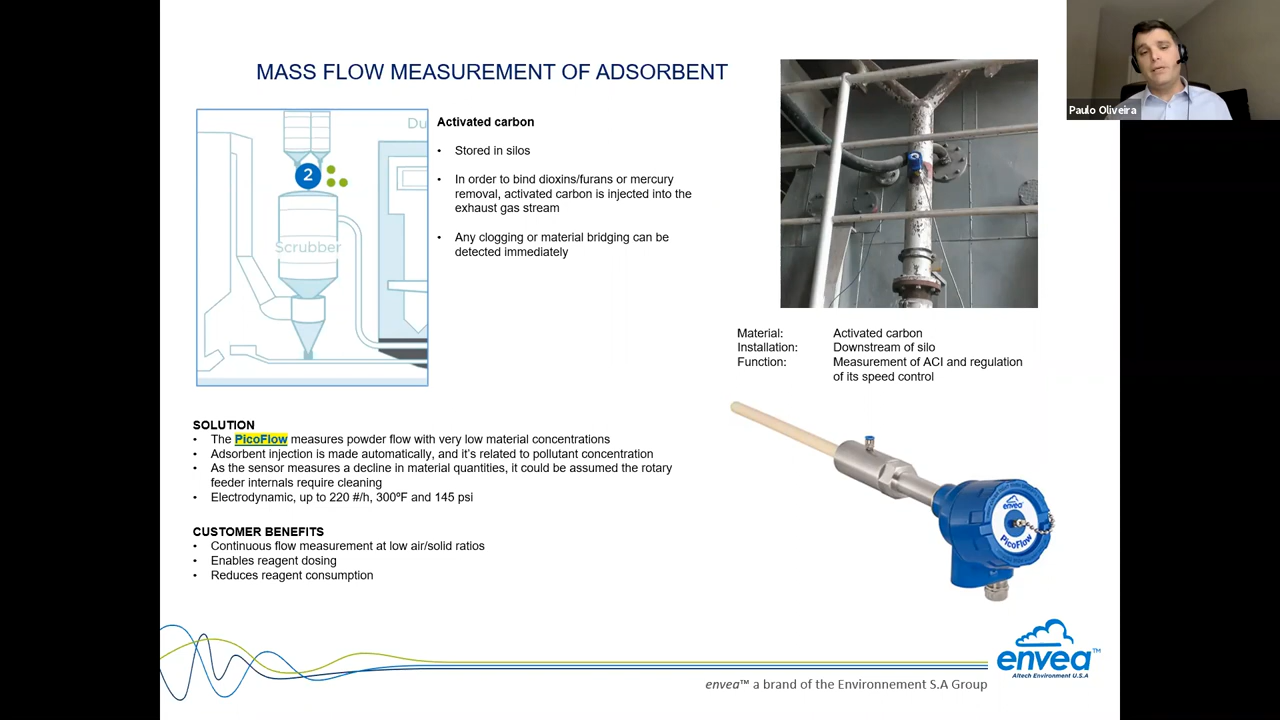 MASS FLOW MEASUREMENT OF ADSORBENT
Paulo Oliveira
Du
2
Scrubber
Activated carbon
• Stored in silos
• In order to bind dioxins/furans or mercury
removal, activated carbon is injected into the
exhaust gas stream
• Any clogging or material bridging can be
detected immediately
Material: Activated carbon
Installation: Downstream of silo
Function: Measurement of ACI and regulation
of its speed control
SOLUTION
• The PicoFlow measures powder flow with very low material concentrations
• Adsorbent injection is made automatically, and it's related to pollutant concentration
• As the sensor measures a decline in material quantities, it could be assumed the rotary
feeder internals require cleaning
• Electrodynamic, up to 220 #/h, 300ºF and 145 psi
CUSTOMER BENEFITS
• Continuous flow measurement at low air/solid ratios
• Enables reagent dosing
• Reduces reagent consumption
envea
PicoFlow
envea™
Altech Environment U.S.A
envea™ a brand of the Environnement S.A Group